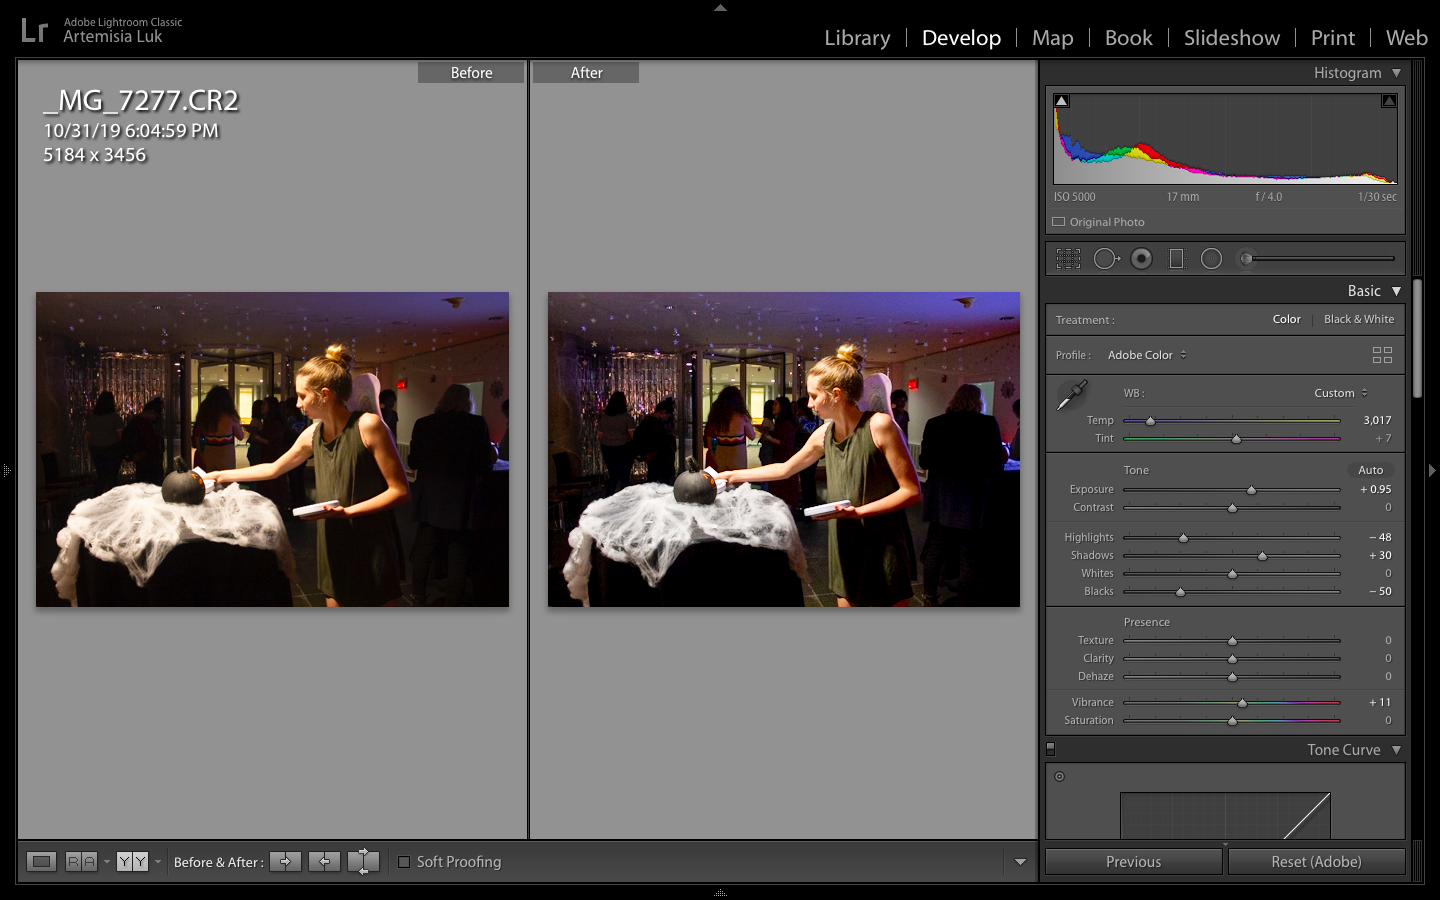 Lr
Adobe Lightroom Classic
Artemisia Luk
Library | Develop | Map | Book | Slideshow | Print | Web
Before
After
_MG_7277.CR2
10/31/19 6:04:59 PM
5184 x 3456
Histogram
ISO 5000 17 mm f / 4.0 1/30 sec
Original Photo
Basic
Treatment : Color | Black & White
Profile : Adobe Color
WB : Custom
Temp 3,017
Tint + 7
Tone Auto
Exposure + 0.95
Contrast 0
Highlights − 48
Shadows + 30
Whites 0
Blacks − 50
Presence
Texture 0
Clarity 0
Dehaze 0
Vibrance + 11
Saturation 0
Tone Curve
R A Y Y Before & After : Soft Proofing
Previous Reset (Adobe)